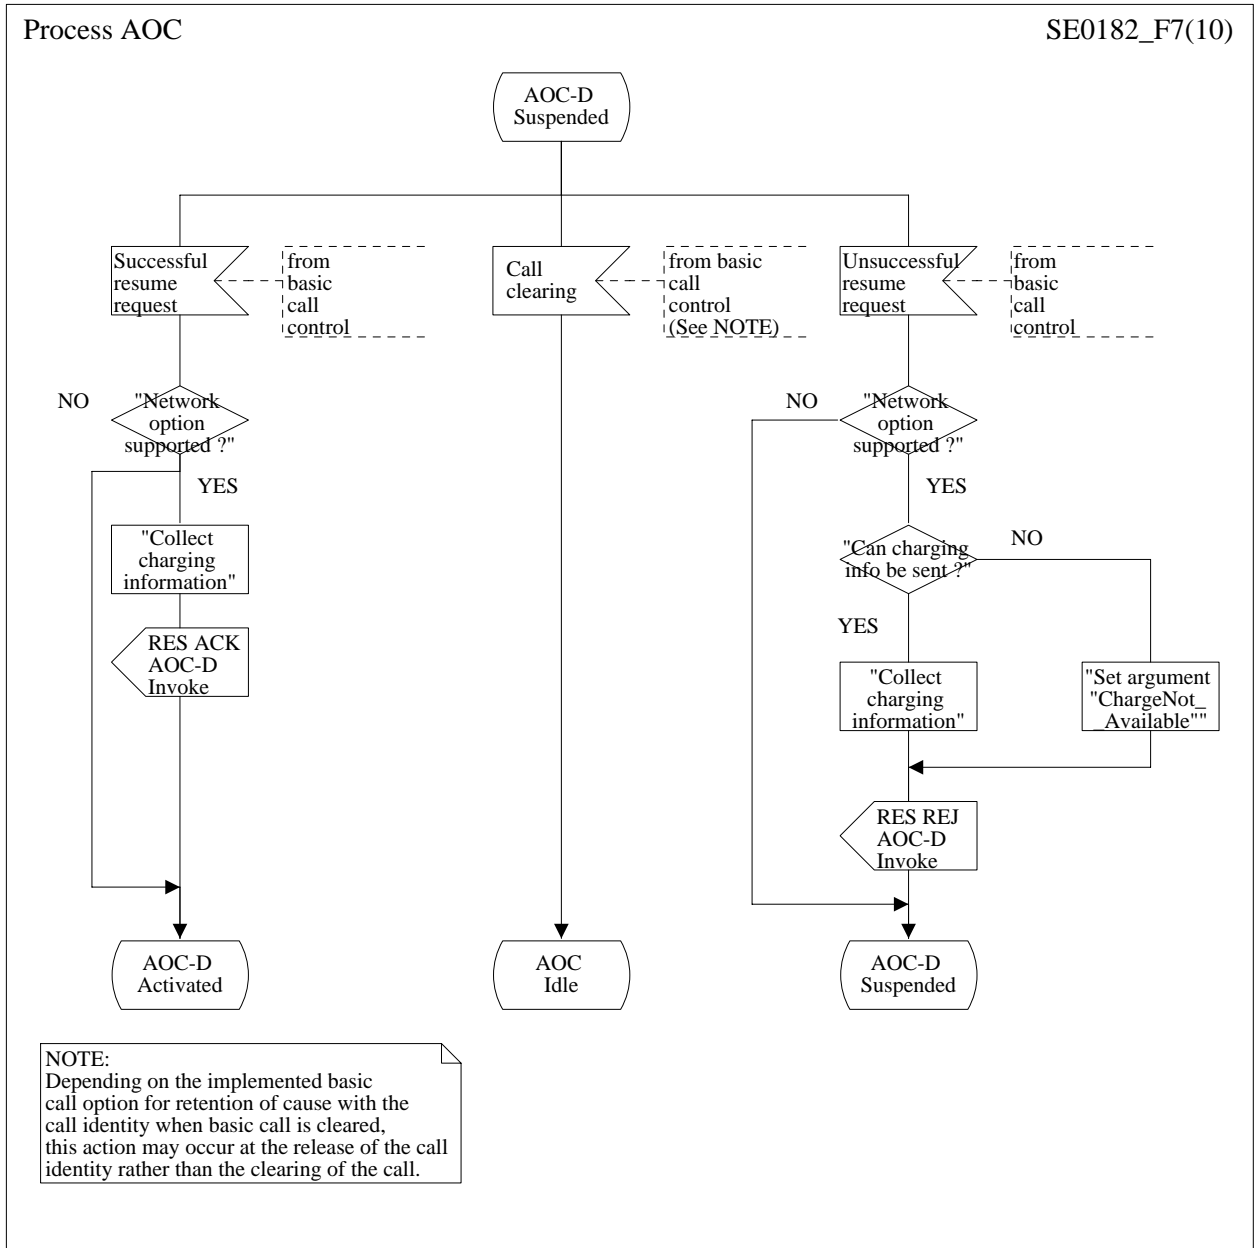 Process AOC
SE0182_F7(10)
AOC-D
Suspended
Successful
resume
request
from
basic
call
control
Call
clearing
from basic
call
control
(See NOTE)
Unsuccessful
resume
request
from
basic
call
control
NO
"Network
option
supported ?"
YES
"Collect
charging
information"
RES ACK
AOC-D
Invoke
NO
"Network
option
supported ?"
YES
"Can charging
info be sent ?"
NO
YES
"Collect
charging
information"
"Set argument
"ChargeNot_
_Available""
RES REJ
AOC-D
Invoke
AOC-D
Activated
AOC
Idle
AOC-D
Suspended
NOTE:
Depending on the implemented basic
call option for retention of cause with the
call identity when basic call is cleared,
this action may occur at the release of the call
identity rather than the clearing of the call.